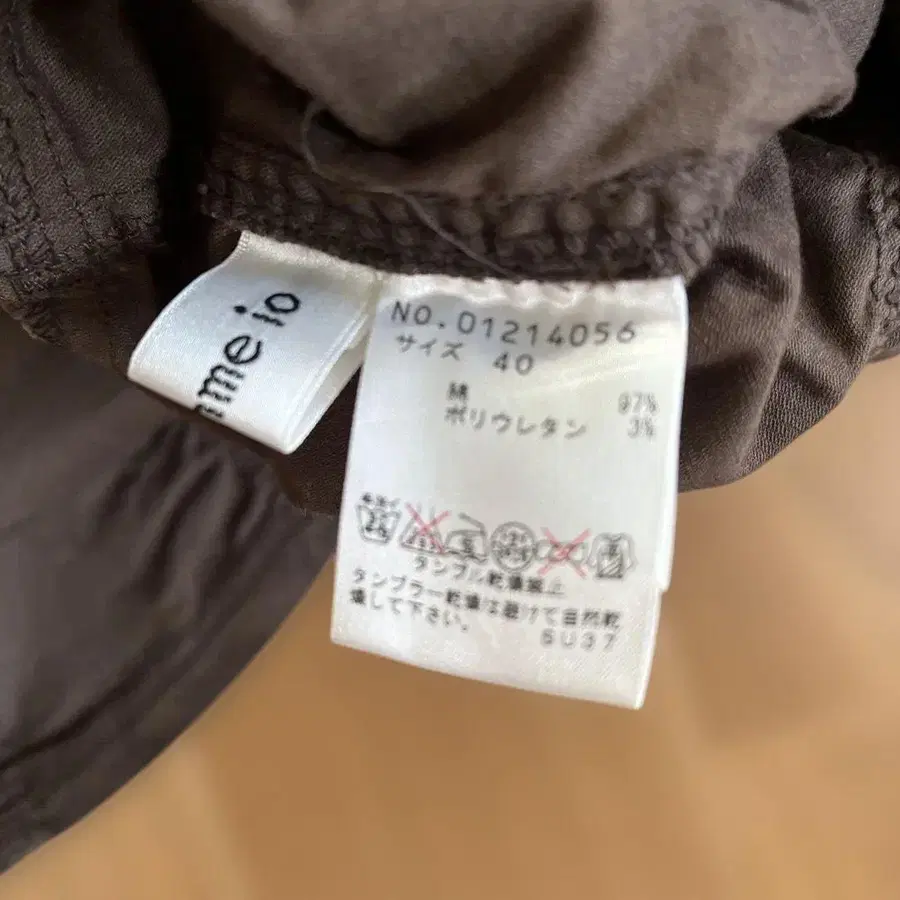 me io
NO.01214056
サイズ 40
綿 97%
ポリウレタン 3%
タンブル乾燥禁止
タンブラー乾燥は避けて自然乾
燥して下さい。
SU37